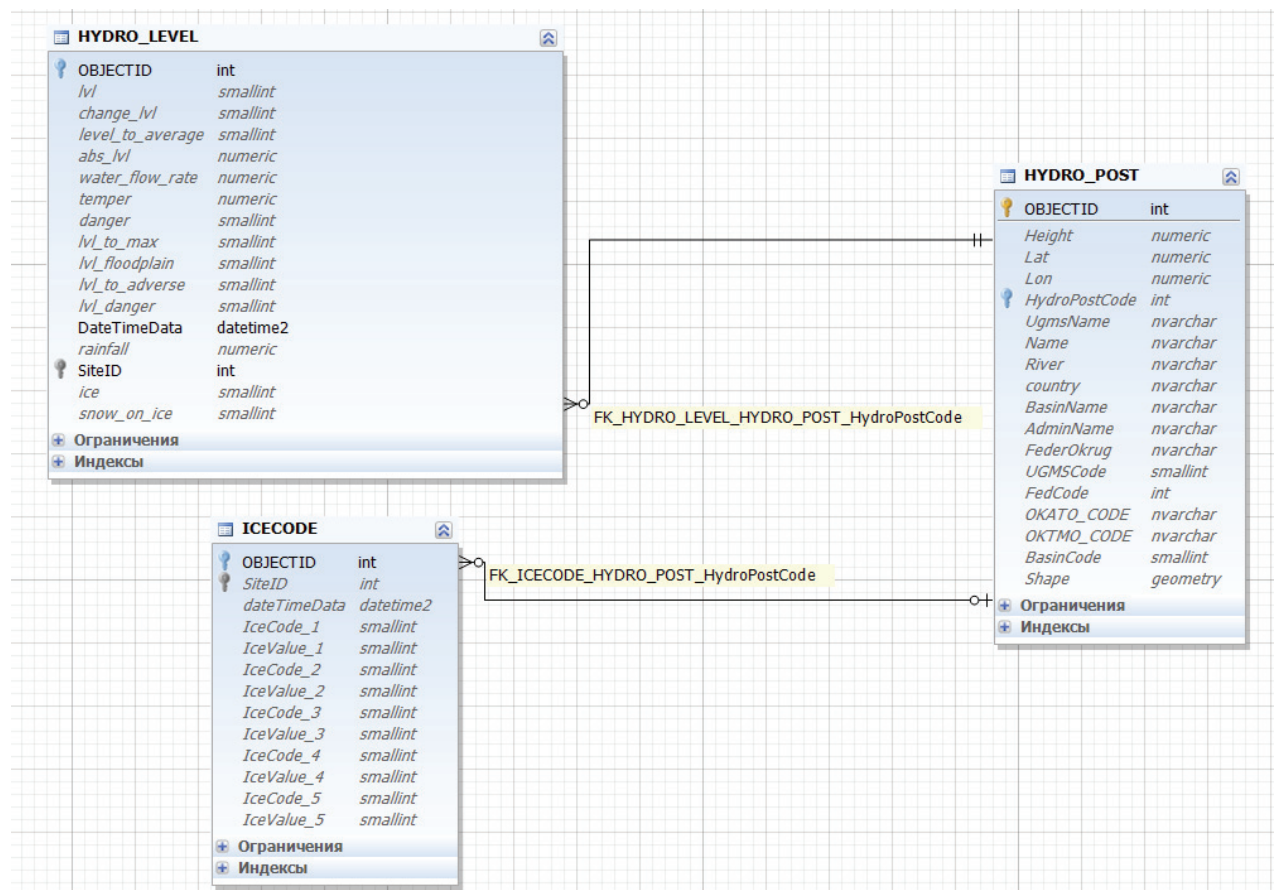 HYDRO_LEVEL
OBJECTID int
lvl smallint
change_lvl smallint
level_to_average smallint
abs_lvl numeric
water_flow_rate numeric
temper numeric
danger smallint
lvl_to_max smallint
lvl_floodplain smallint
lvl_to_adverse smallint
lvl_danger smallint
DateTimeData datetime2
rainfall numeric
SiteID int
ice smallint
snow_on_ice smallint
Ограничения
Индексы
FK_HYDRO_LEVEL_HYDRO_POST_HydroPostCode
HYDRO_POST
OBJECTID int
Height numeric
Lat numeric
Lon numeric
HydroPostCode int
UgmsName nvarchar
Name nvarchar
River nvarchar
country nvarchar
BasinName nvarchar
AdminName nvarchar
FederOkrug nvarchar
UGMSCode smallint
FedCode int
OKATO_CODE nvarchar
OKTMO_CODE nvarchar
BasinCode smallint
Shape geometry
Ограничения
Индексы
ICECODE
OBJECTID int
SiteID int
dateTimeData datetime2
IceCode_1 smallint
IceValue_1 smallint
IceCode_2 smallint
IceValue_2 smallint
IceCode_3 smallint
IceValue_3 smallint
IceCode_4 smallint
IceValue_4 smallint
IceCode_5 smallint
IceValue_5 smallint
Ограничения
Индексы
FK_ICECODE_HYDRO_POST_HydroPostCode